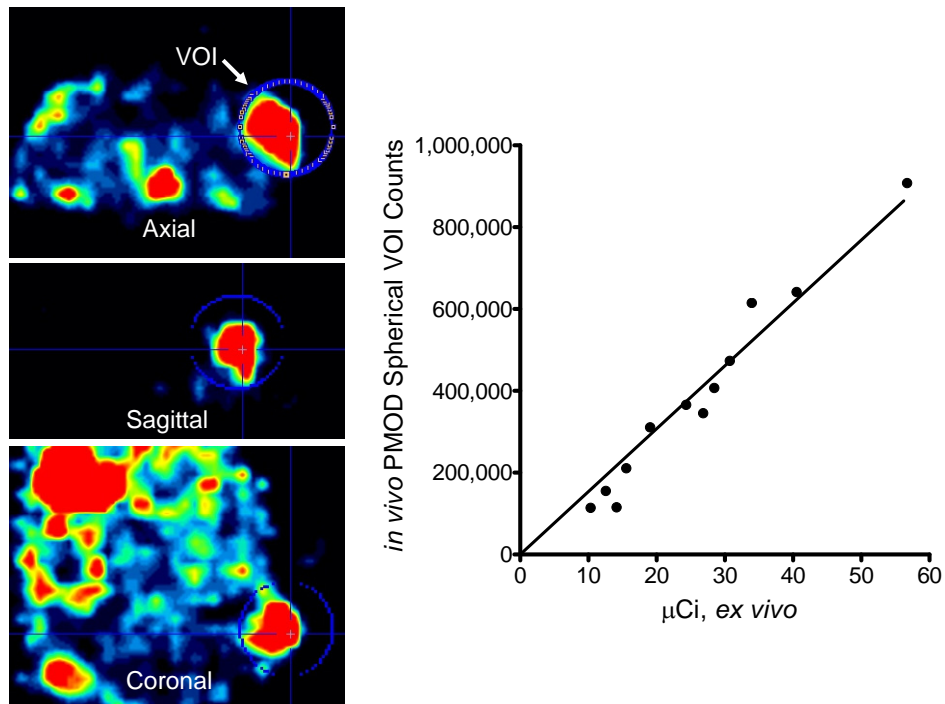 VOI
Axial
Sagittal
Coronal
in vivo PMOD Spherical VOI Counts
1,000,000
800,000
600,000
400,000
200,000
0
0 10 20 30 40 50 60
μCi, ex vivo